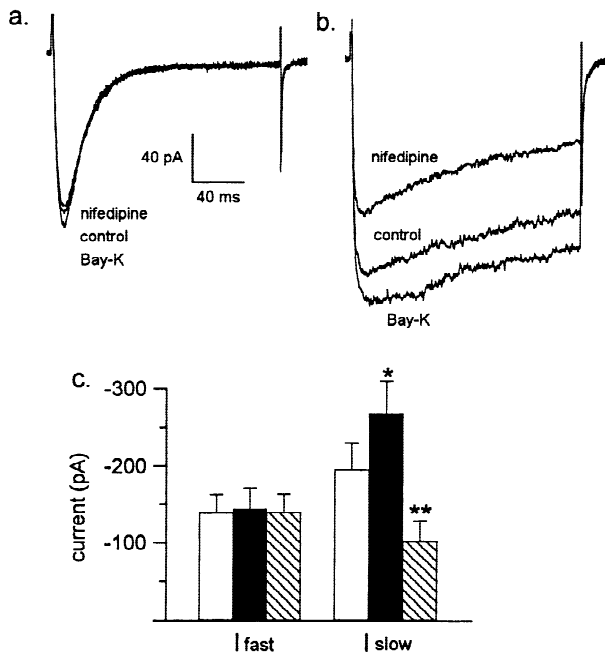 a.
40 pA
40 ms
nifedipine
control
Bay-K
b.
nifedipine
control
Bay-K
c.
current (pA)
-300
-200
-100
*
**
I fast
I slow